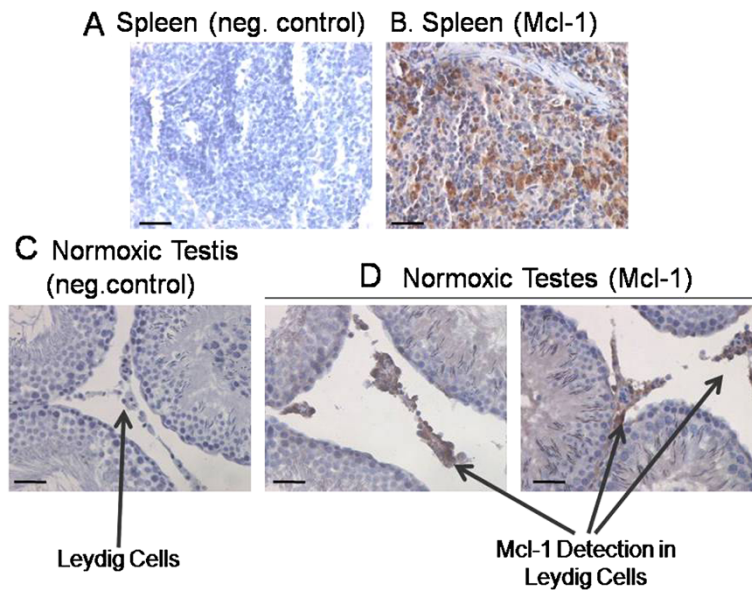 A Spleen (neg. control)
B. Spleen (Mcl-1)
C Normoxic Testis
(neg.control)
D Normoxic Testes (Mcl-1)
Leydig Cells
Mcl-1 Detection in
Leydig Cells